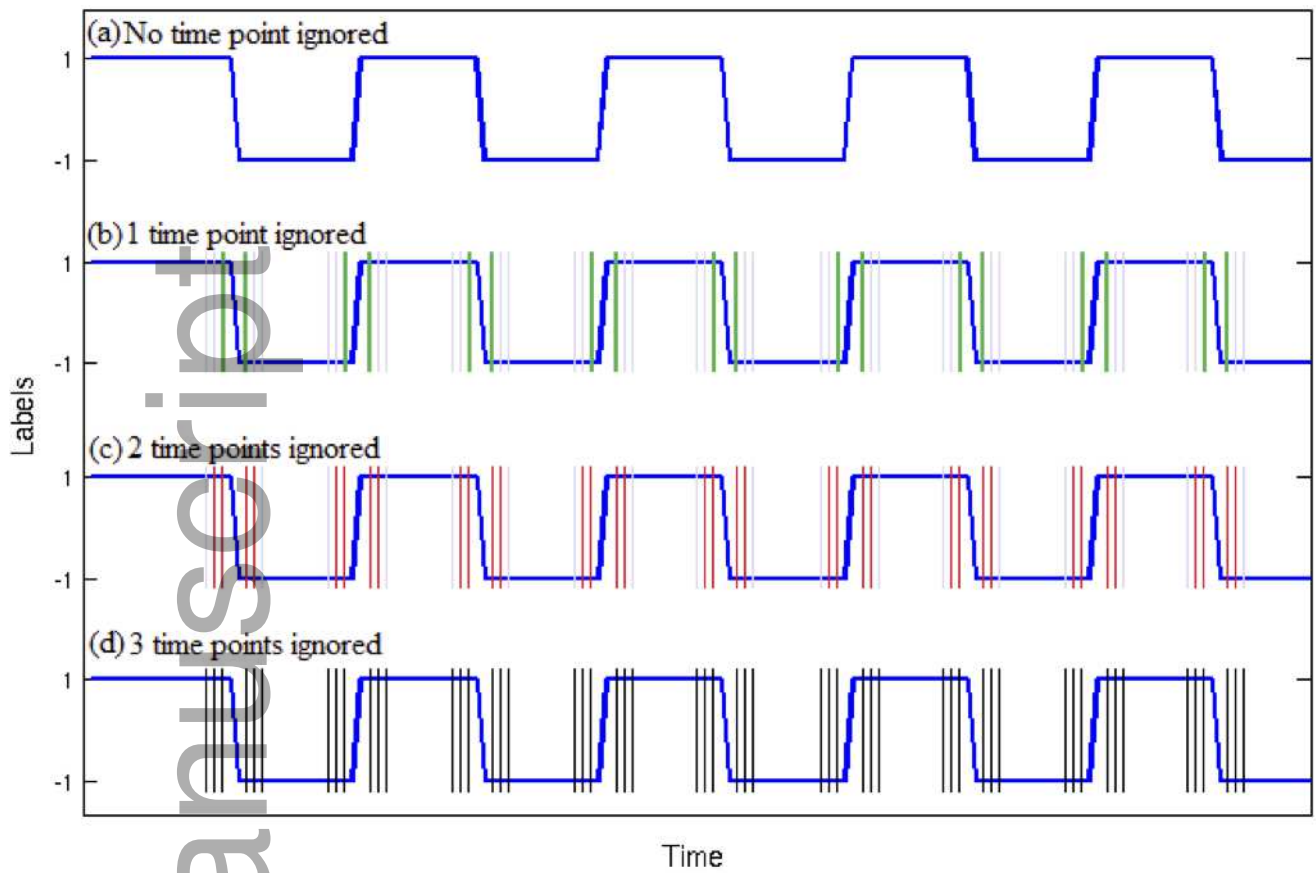 (a) No time point ignored
1
-1
(b) 1 time point ignored
1
-1
Labels
(c) 2 time points ignored
1
-1
(d) 3 time points ignored
1
-1
Time
anuscript